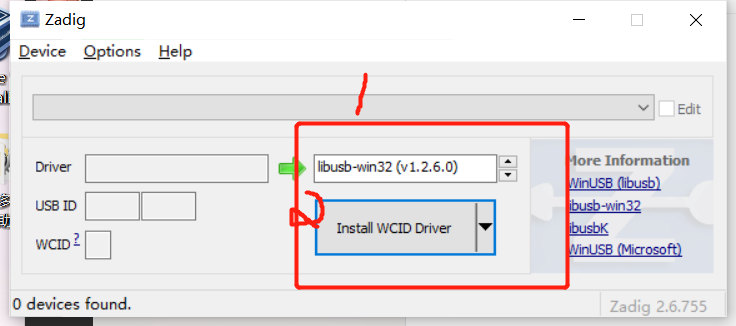 Zadig
Device Options Help
1
Edit
Driver
libusb-win32 (v1.2.6.0)
More Information
WinUSB (libusb)
USB ID
libusb-win32
2
Install WCID Driver
libusbK
WCID ?
WinUSB (Microsoft)
0 devices found.
Zadig 2.6.755